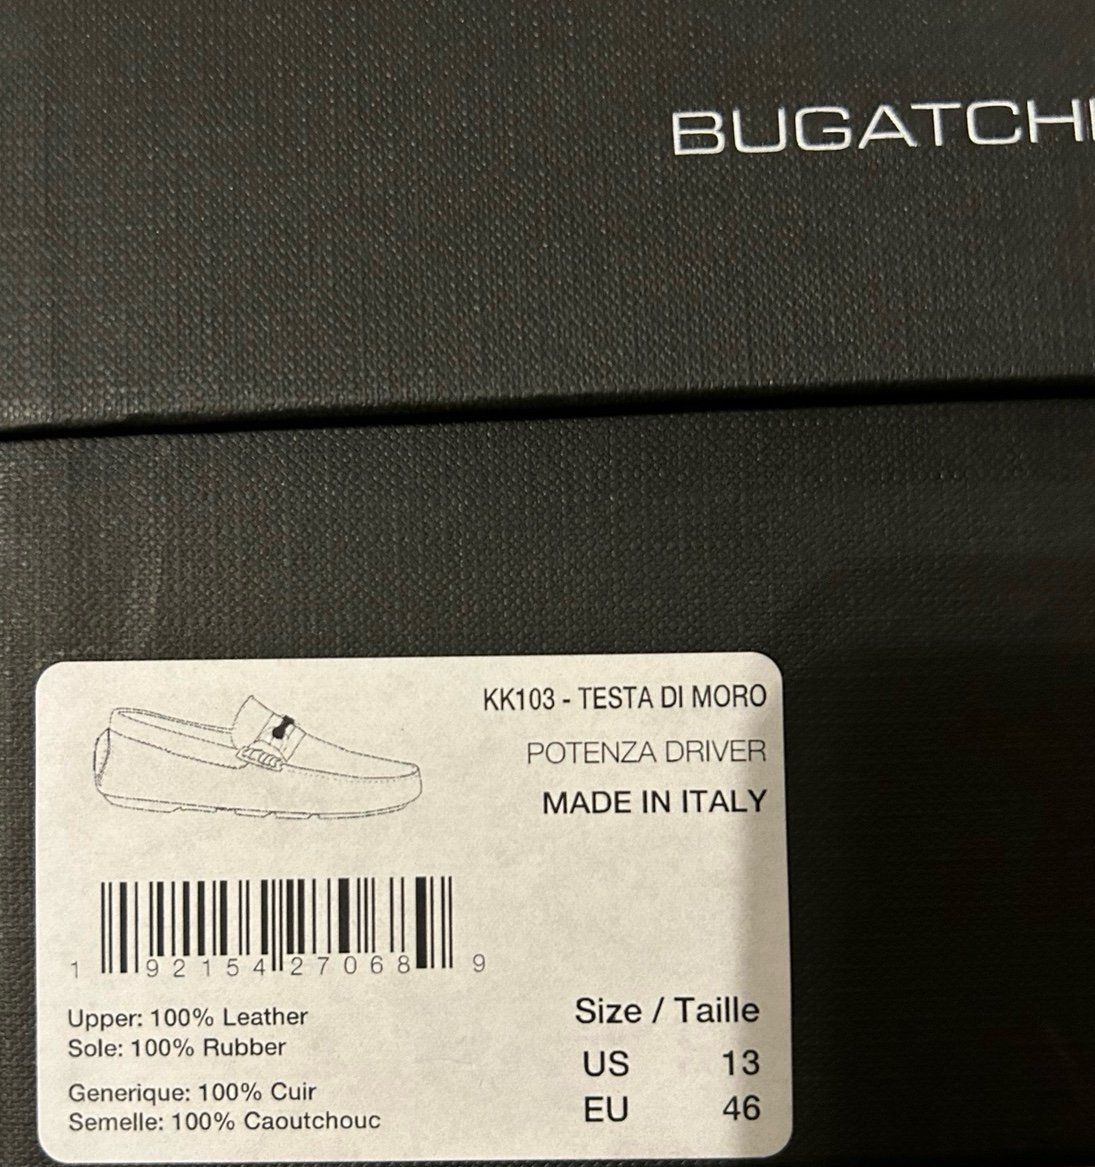 BUGATCHI
KK103 - TESTA DI MORO
POTENZA DRIVER
MADE IN ITALY
1 92154 27068 9
Upper: 100% Leather
Sole: 100% Rubber
Generique: 100% Cuir
Semelle: 100% Caoutchouc
Size / Taille
US 13
EU 46